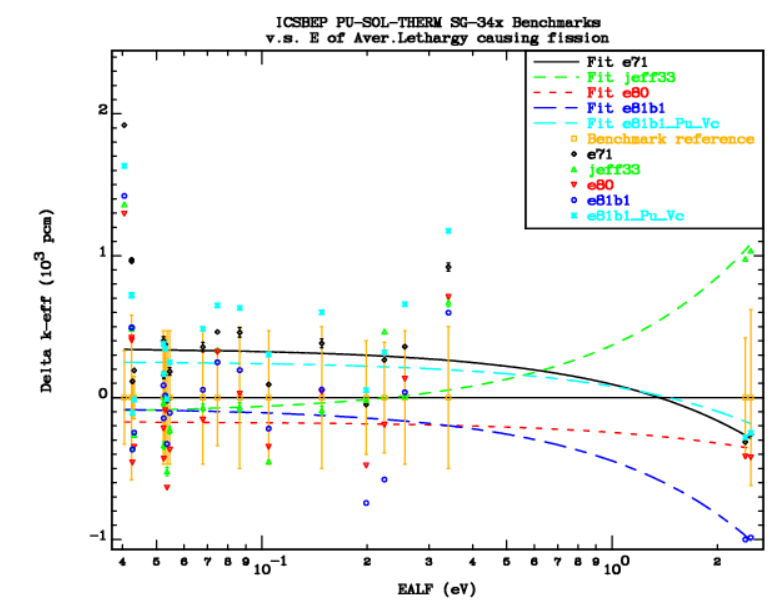 ICSBEP PU-SOL-THERM SG-34x Benchmarks
v.s. E of Aver.Lethargy causing fission
Fit e71
Fit jeff33
Fit e80
Fit e81b1
Fit e81b1_Pu_Vc
Benchmark reference
e71
jeff33
e80
e81b1
e81b1_Pu_Vc
Delta k-eff (10³ pcm)
2
1
0
-1
4 5 6 8 9 10⁻¹ 2 3 4 5 6 8 9 10⁰ 2
EALF (eV)